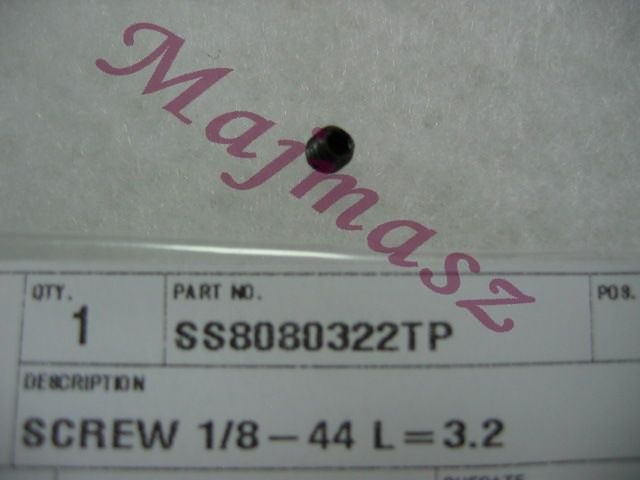 Majmasz
QTY.
1
PART NO.
SS8080322TP
POS.
DESCRIPTION
SCREW 1/8-44 L=3.2